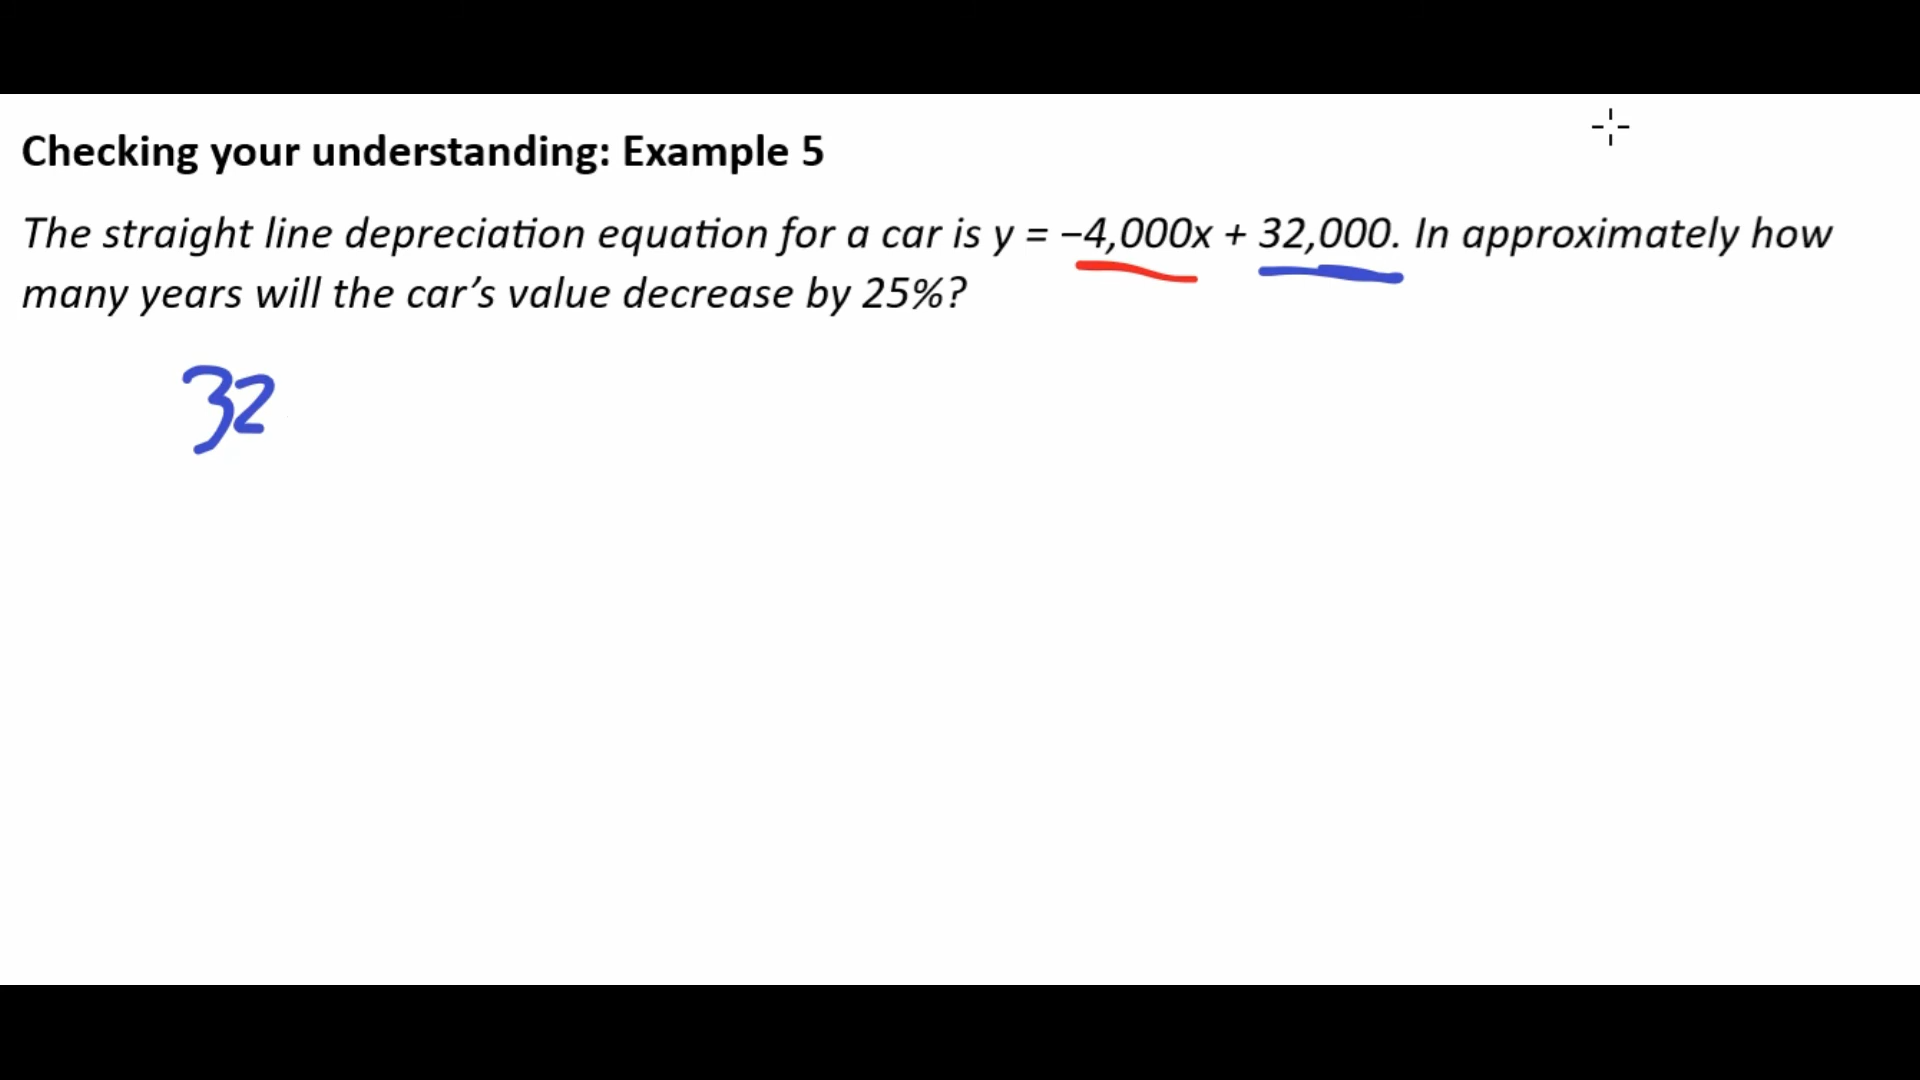 Checking your understanding: Example 5
The straight line depreciation equation for a car is y = −4,000x + 32,000. In approximately how
many years will the car’s value decrease by 25%?
32